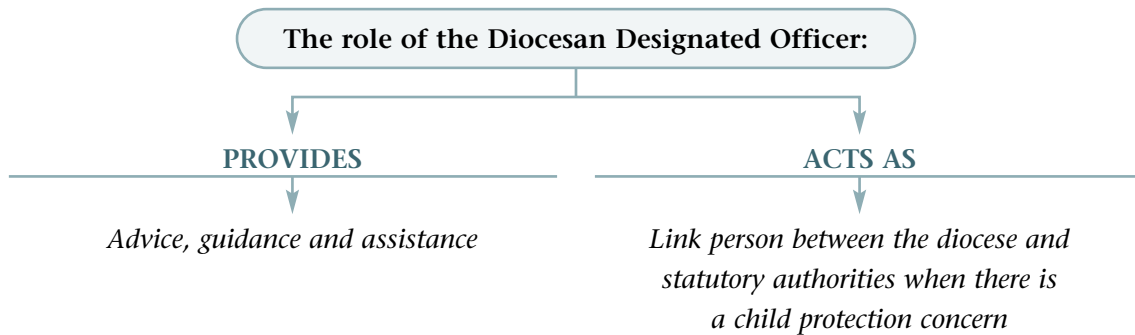 The role of the Diocesan Designated Officer:
PROVIDES
Advice, guidance and assistance
ACTS AS
Link person between the diocese and
statutory authorities when there is
a child protection concern